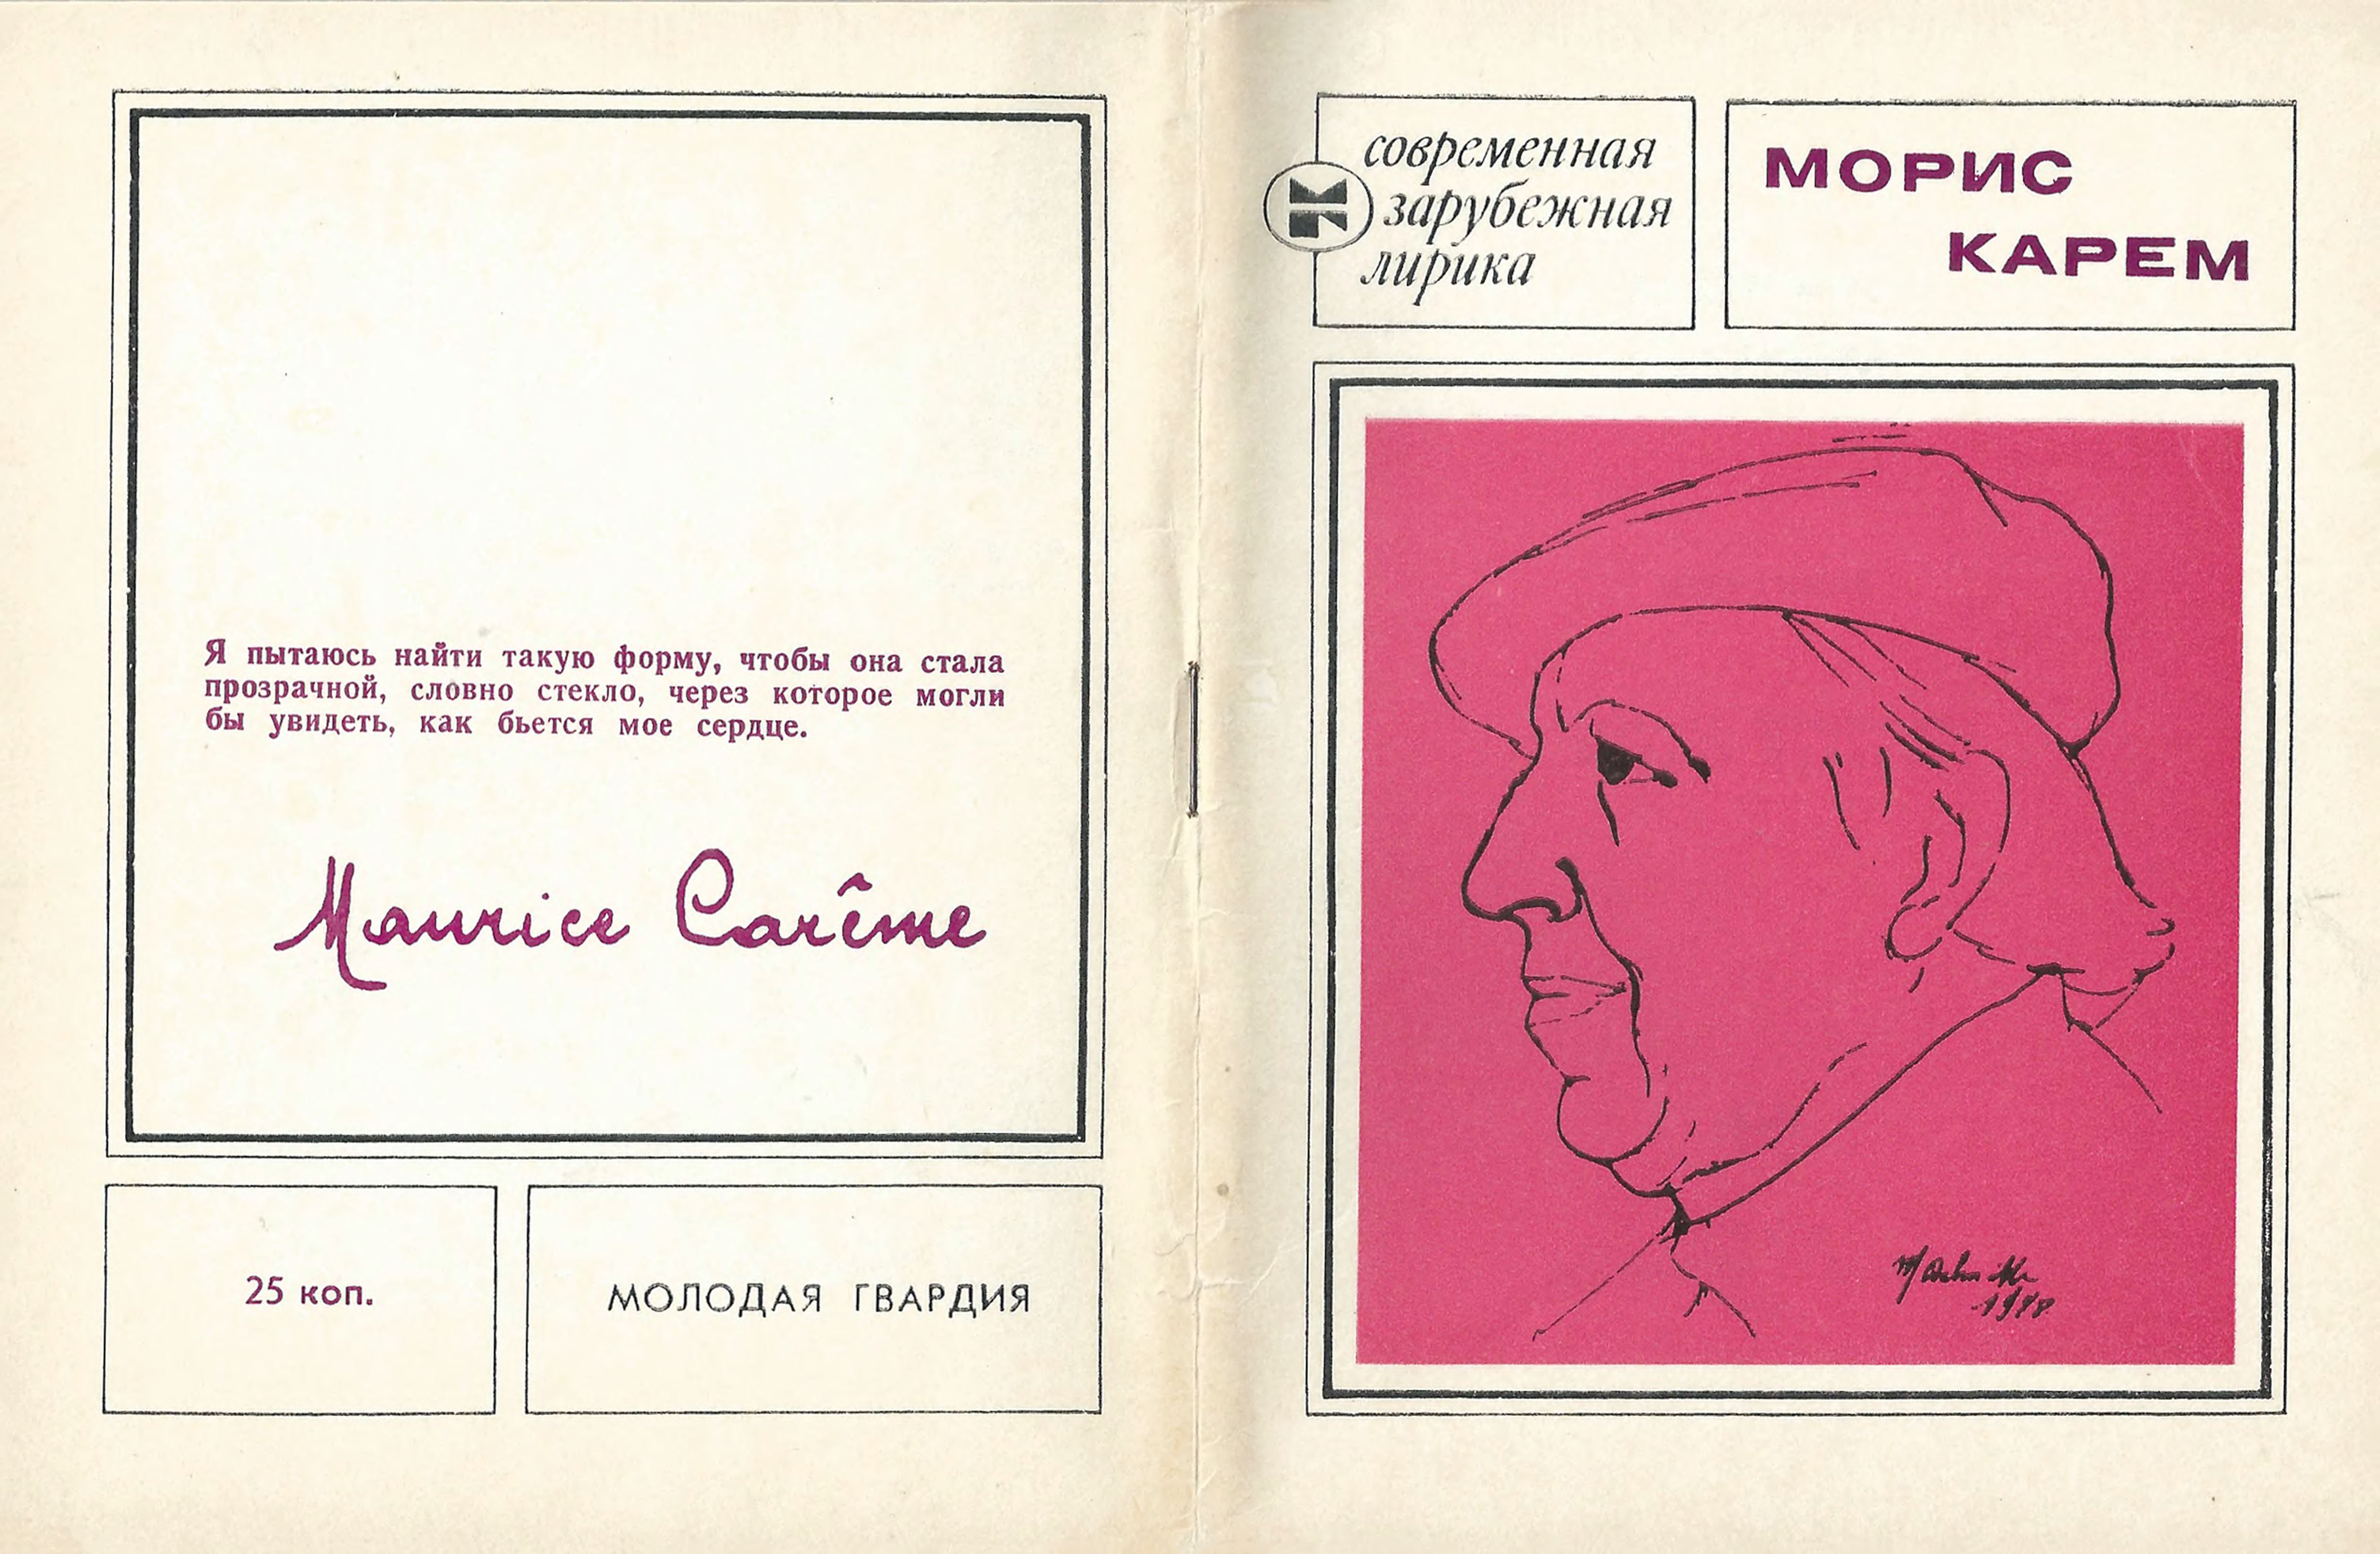 Я пытаюсь найти такую форму, чтобы она стала
прозрачной, словно стекло, через которое могли
бы увидеть, как бьется мое сердце.
Maurice Carême
25 коп.
МОЛОДАЯ ГВАРДИЯ
современная
зарубежная
лирика
МОРИС
КАРЕМ